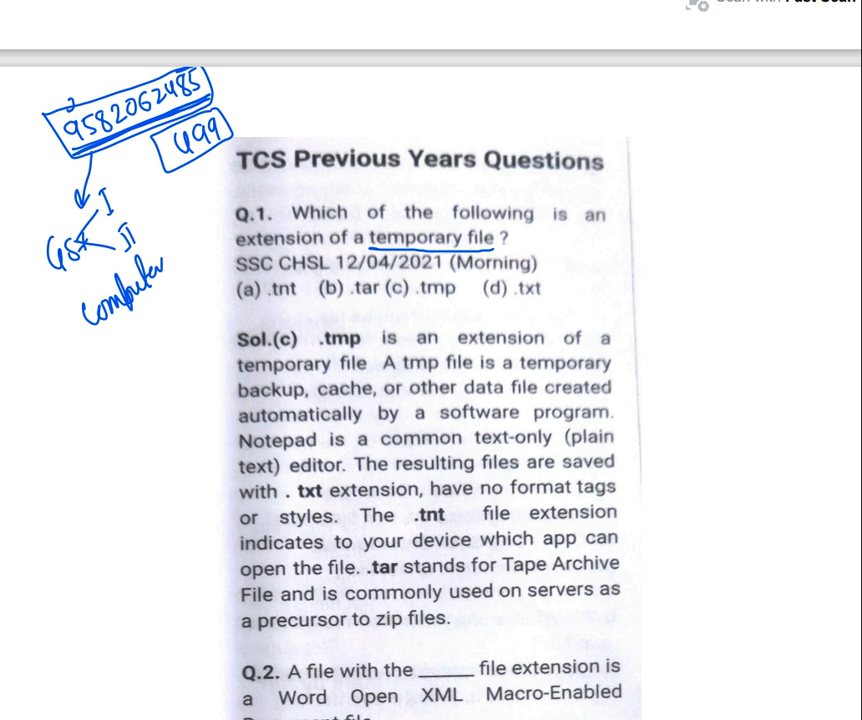 9582062485
499
GS I
II
computer
TCS Previous Years Questions
Q.1. Which of the following is an
extension of a temporary file ?
SSC CHSL 12/04/2021 (Morning)
(a) .tnt (b) .tar (c) .tmp (d) .txt
Sol.(c) .tmp is an extension of a
temporary file A tmp file is a temporary
backup, cache, or other data file created
automatically by a software program.
Notepad is a common text-only (plain
text) editor. The resulting files are saved
with . txt extension, have no format tags
or styles. The .tnt file extension
indicates to your device which app can
open the file. .tar stands for Tape Archive
File and is commonly used on servers as
a precursor to zip files.
Q.2. A file with the ______ file extension is
a Word Open XML Macro-Enabled